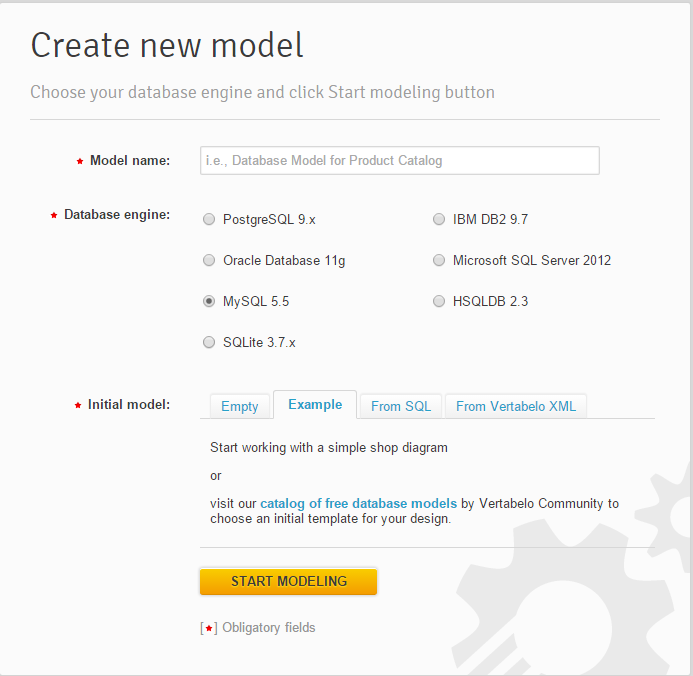 Create new model
Choose your database engine and click Start modeling button
★ Model name:
i.e., Database Model for Product Catalog
★ Database engine:
PostgreSQL 9.x
IBM DB2 9.7
Oracle Database 11g
Microsoft SQL Server 2012
MySQL 5.5
HSQLDB 2.3
SQLite 3.7.x
★ Initial model:
Empty
Example
From SQL
From Vertabelo XML
Start working with a simple shop diagram
or
visit our catalog of free database models by Vertabelo Community to
choose an initial template for your design.
START MODELING
[★] Obligatory fields